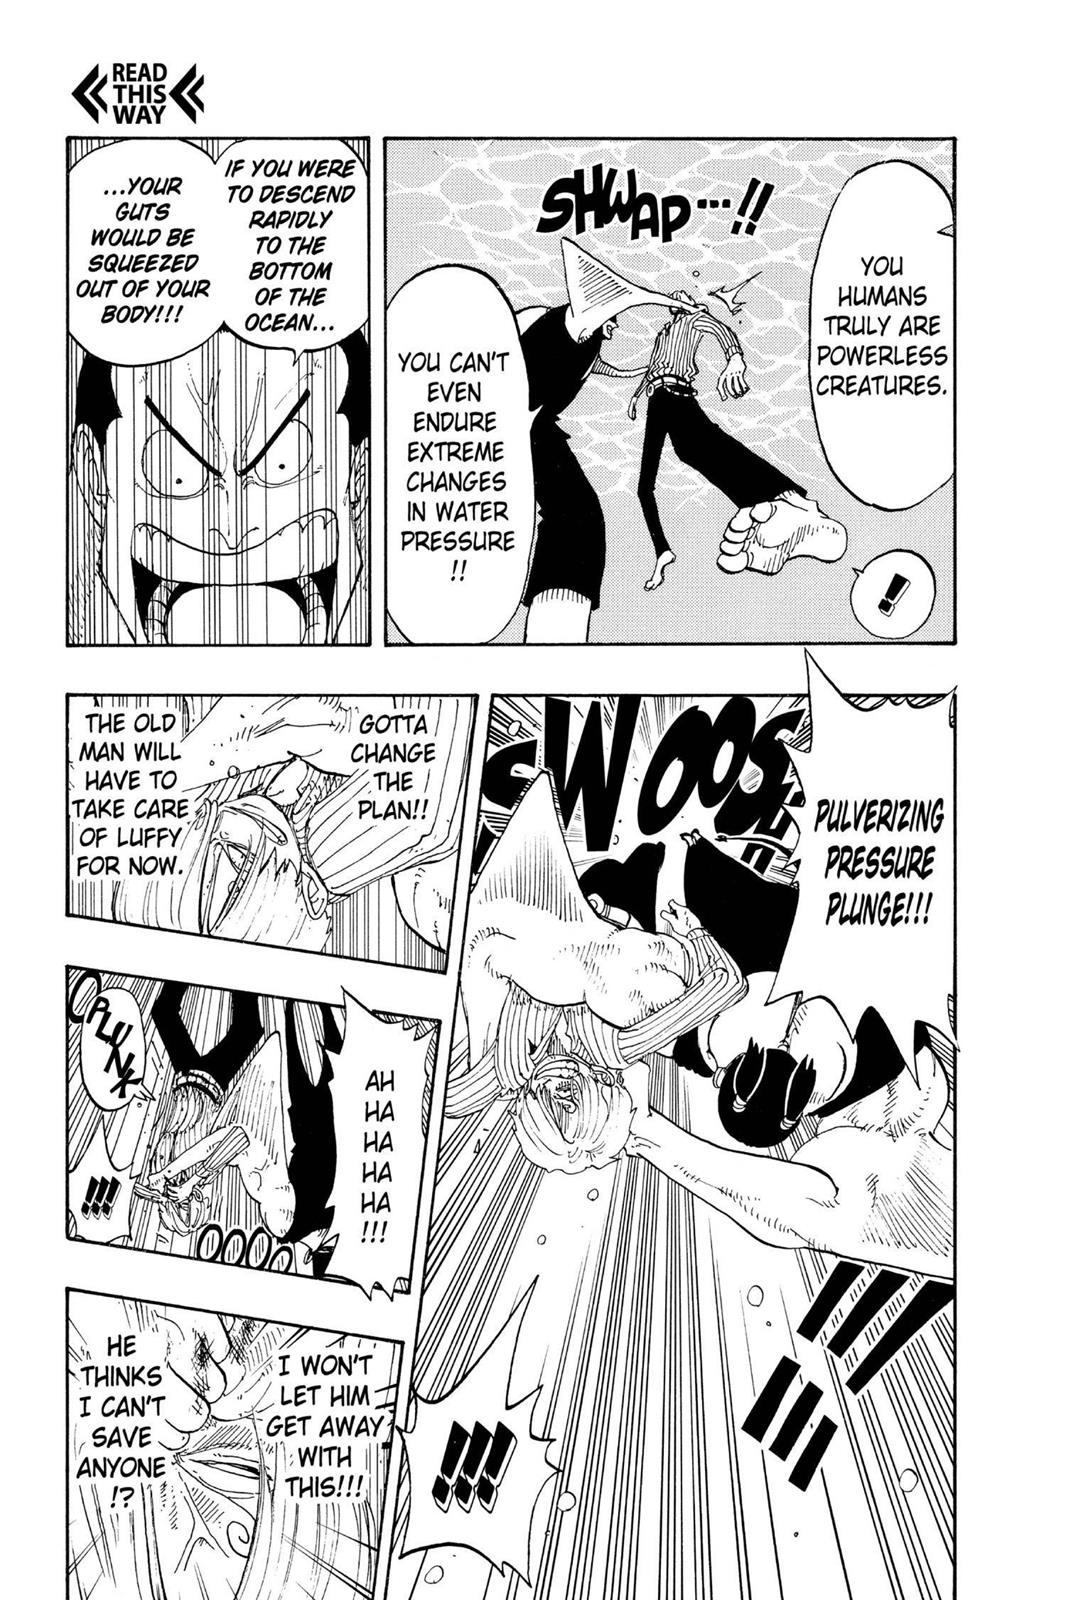 READ
THIS
WAY
YOU
HUMANS
TRULY ARE
POWERLESS
CREATURES.
SHWAP...!!
YOU CAN'T
EVEN
ENDURE
EXTREME
CHANGES
IN WATER
PRESSURE
!!
!
IF YOU WERE
TO DESCEND
RAPIDLY
TO THE
BOTTOM
OF THE
OCEAN...
...YOUR
GUTS
WOULD BE
SQUEEZED
OUT OF YOUR
BODY!!!
PULVERIZING
PRESSURE
PLUNGE!!!
SWOOSH
!!!
!!!
!!!
GOTTA
CHANGE
THE
PLAN!!
THE OLD
MAN WILL
HAVE TO
TAKE CARE
OF LUFFY
FOR NOW.
AH
HA
HA
HA
HA
!!!
CPLUNK
!!!
OOOO
I WON'T
LET HIM
GET AWAY
WITH
THIS!!!
HE
THINKS
I CAN'T
SAVE
ANYONE
!?